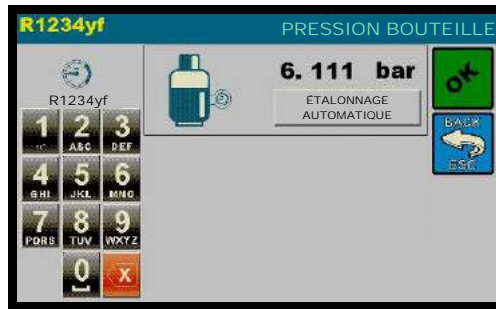 R1234yf
PRESSION BOUTEILLE
R1234yf
6. 111 bar
ÉTALONNAGE
AUTOMATIQUE
OK
BACK
ESC
1 2 3
ABC DEF
4 5 6
GHI JKL MNO
7 8 9
PQRS TUV WXYZ
0 X